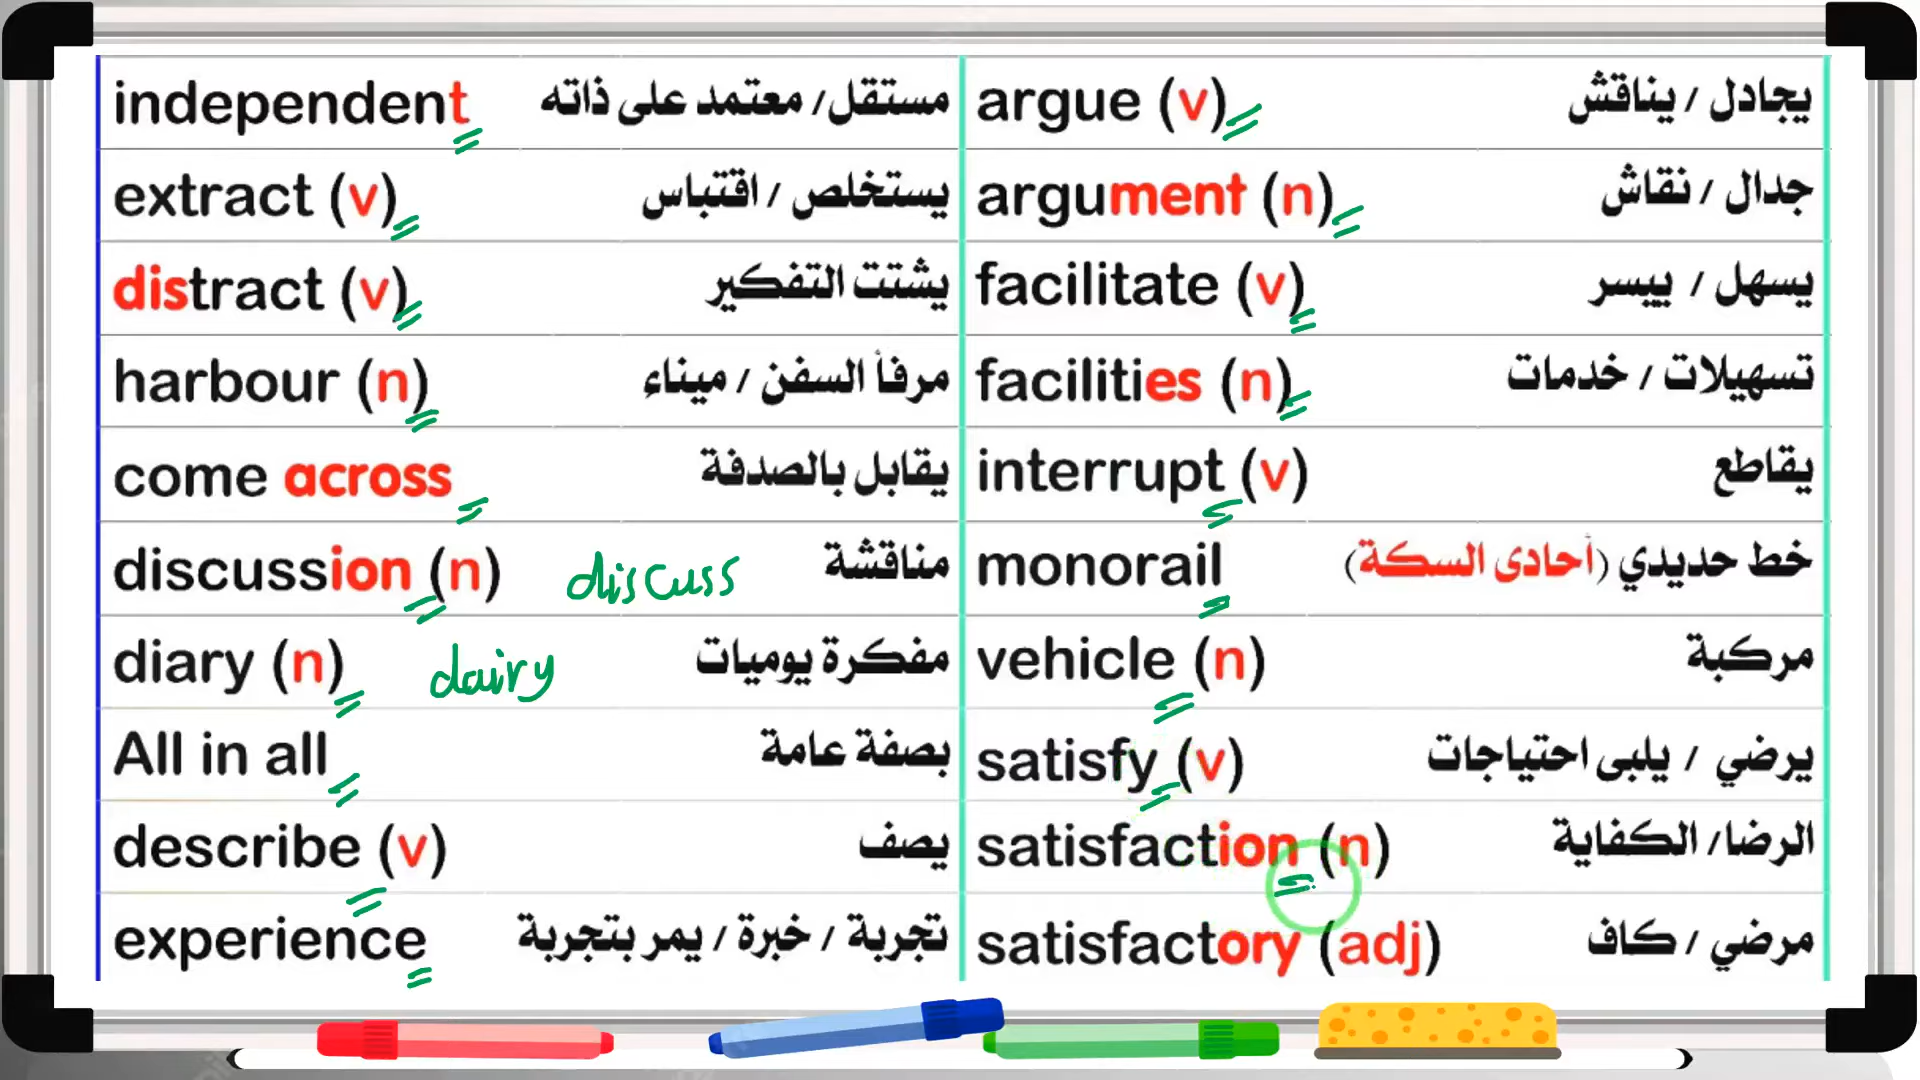 independent مستقل/ معتمد على ذاته
extract (v) يستخلص / اقتباس
distract (v) يشتت التفكير
harbour (n) مرفأ السفن / ميناء
come across يقابل بالصدفة
discussion (n) discuss مناقشة
diary (n) dairy مفكرة يوميات
All in all بصفة عامة
describe (v) يصف
experience تجربة / خبرة / يمر بتجربة
argue (v) يجادل / يناقش
argument (n) جدال / نقاش
facilitate (v) يسهل / ييسر
facilities (n) تسهيلات / خدمات
interrupt (v) يقاطع
monorail خط حديدي (أحادى السكة)
vehicle (n) مركبة
satisfy (v) يرضي / يلبى احتياجات
satisfaction (n) الرضا/ الكفاية
satisfactory (adj) مرضي / كاف